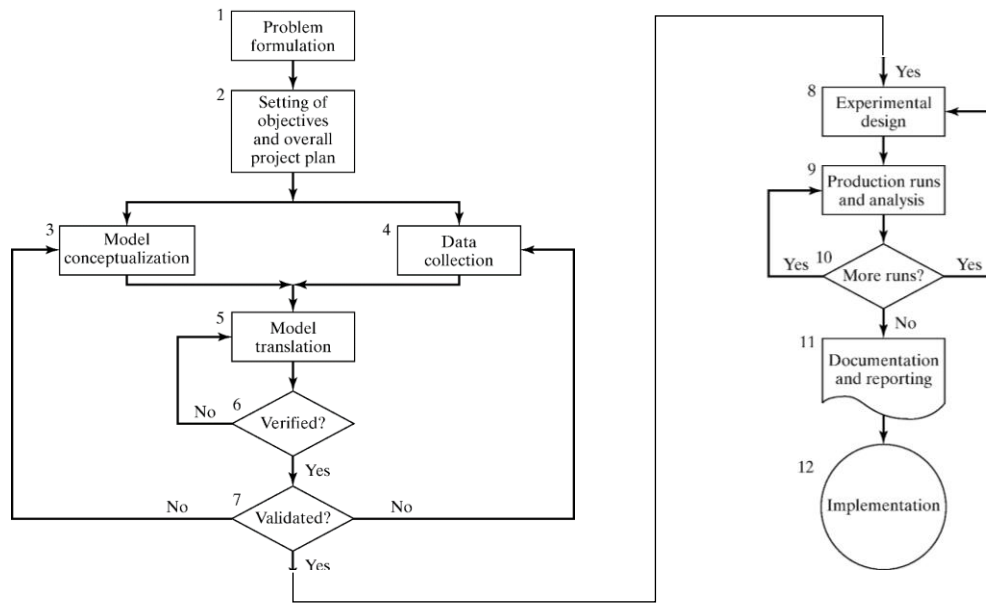 1
Problem
formulation
2
Setting of
objectives
and overall
project plan
3
Model
conceptualization
4
Data
collection
5
Model
translation
6
Verified?
No
Yes
7
Validated?
No
No
Yes
Yes
8
Experimental
design
9
Production runs
and analysis
10
More runs?
Yes
Yes
No
11
Documentation
and reporting
12
Implementation